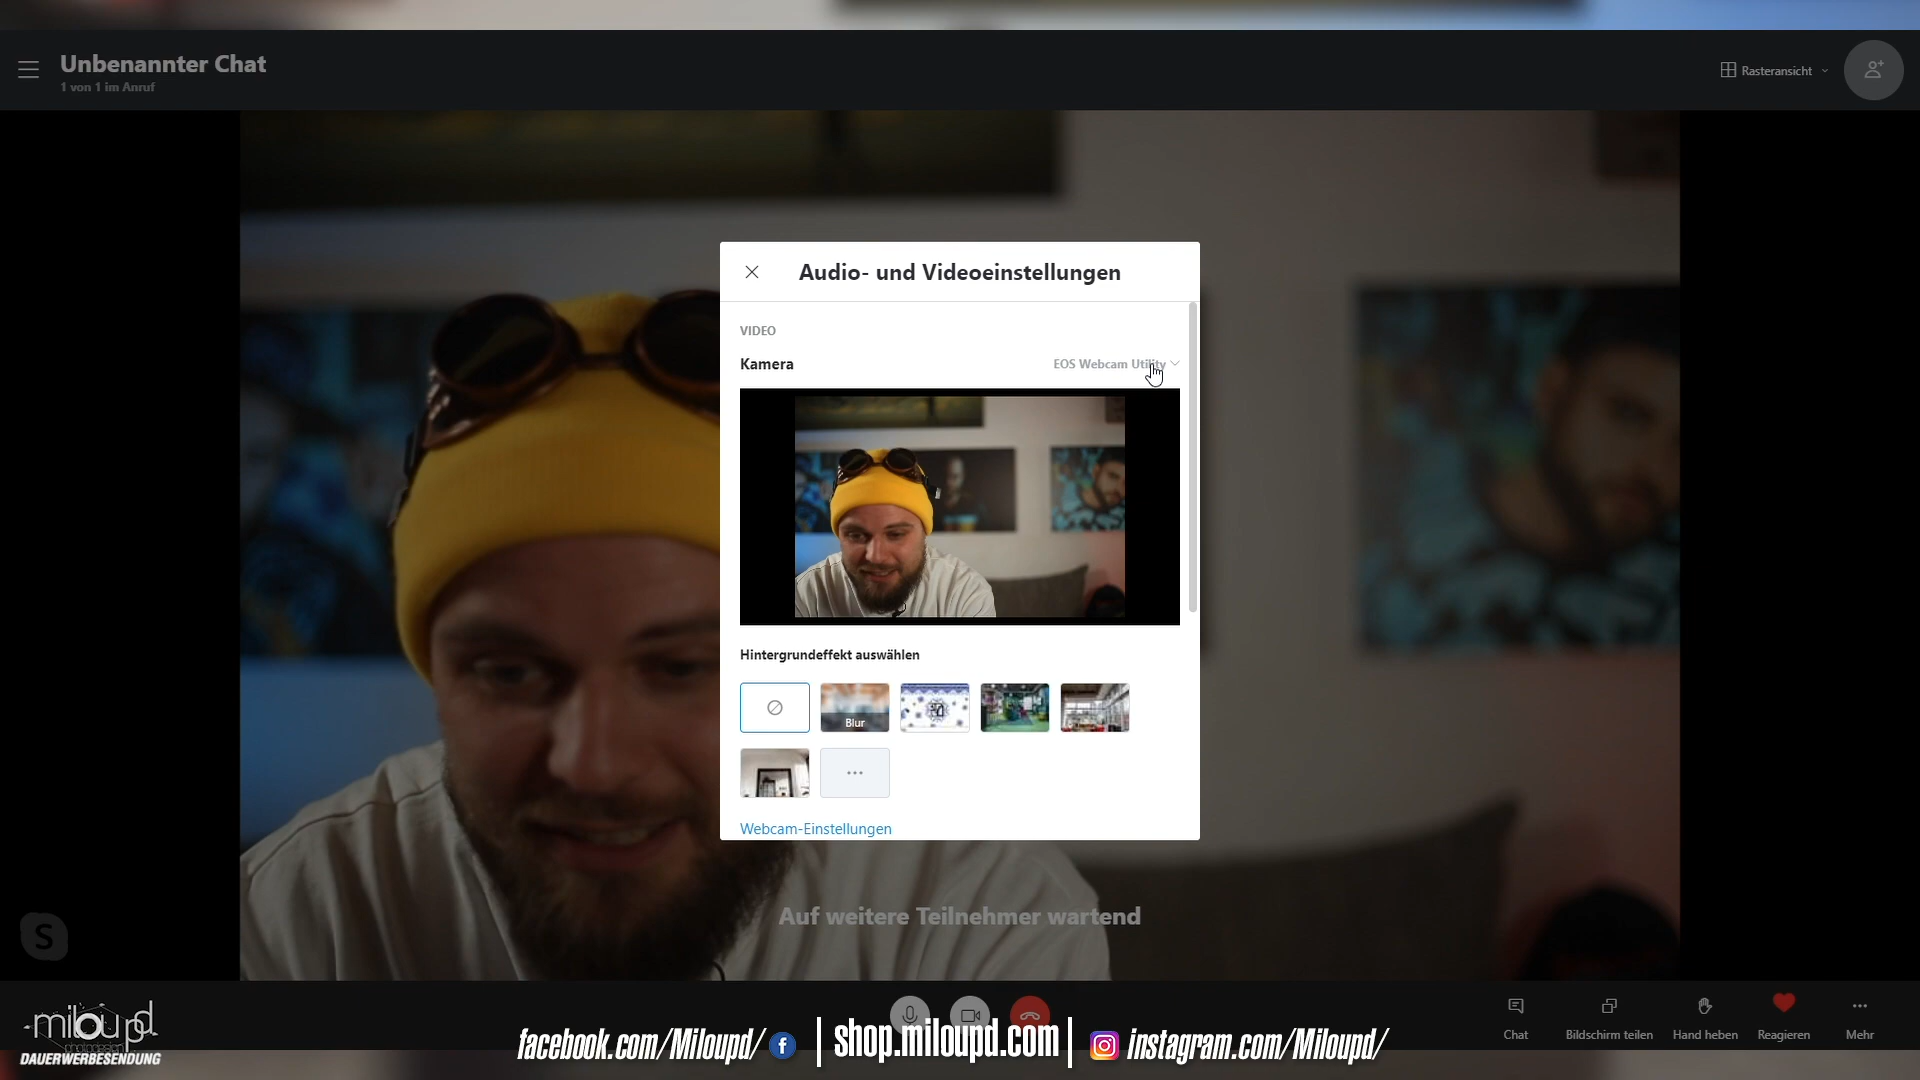 Unbenannter Chat
1 von 1 im Anruf
Rasteransicht
Audio- und Videoeinstellungen
VIDEO
Kamera
EOS Webcam Utility
Hintergrundeffekt auswählen
Blur
Webcam-Einstellungen
Auf weitere Teilnehmer wartend
S
Chat
Bildschirm teilen
Hand heben
Reagieren
Mehr
miloupd
DAUERWERBESENDUNG
facebook.com/Miloupd/
shop.miloupd.com
instagram.com/Miloupd/